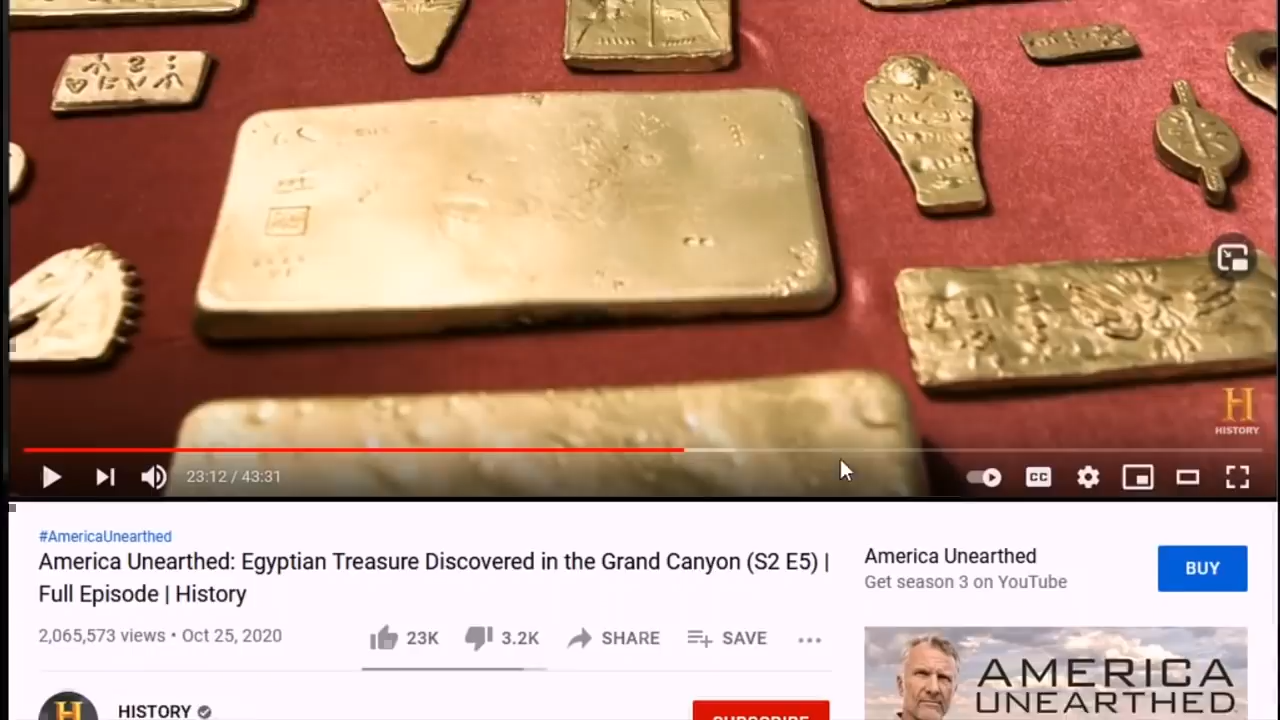 H
HISTORY
23:12 / 43:31
CC
#AmericaUnearthed
America Unearthed: Egyptian Treasure Discovered in the Grand Canyon (S2 E5) |
Full Episode | History
2,065,573 views • Oct 25, 2020
23K
3.2K
SHARE
SAVE
H
HISTORY
SUBSCRIBE
America Unearthed
Get season 3 on YouTube
BUY
AMERICA
UNEARTHED